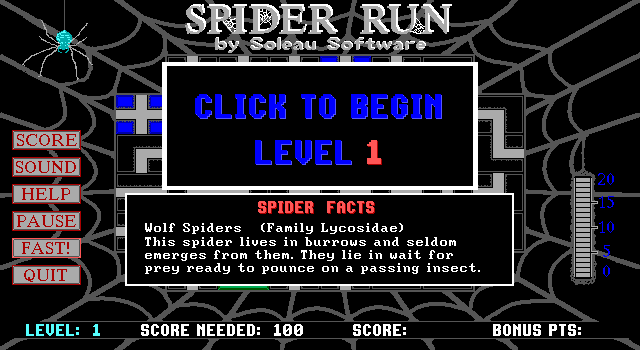 SPIDER RUN
by Soleau Software
CLICK TO BEGIN
LEVEL 1
SCORE
SOUND
HELP
PAUSE
FAST!
QUIT
SPIDER FACTS
Wolf Spiders (Family Lycosidae)
This spider lives in burrows and seldom
emerges from them. They lie in wait for
prey ready to pounce on a passing insect.
20
15
10
5
0
LEVEL: 1 SCORE NEEDED: 100 SCORE: BONUS PTS: